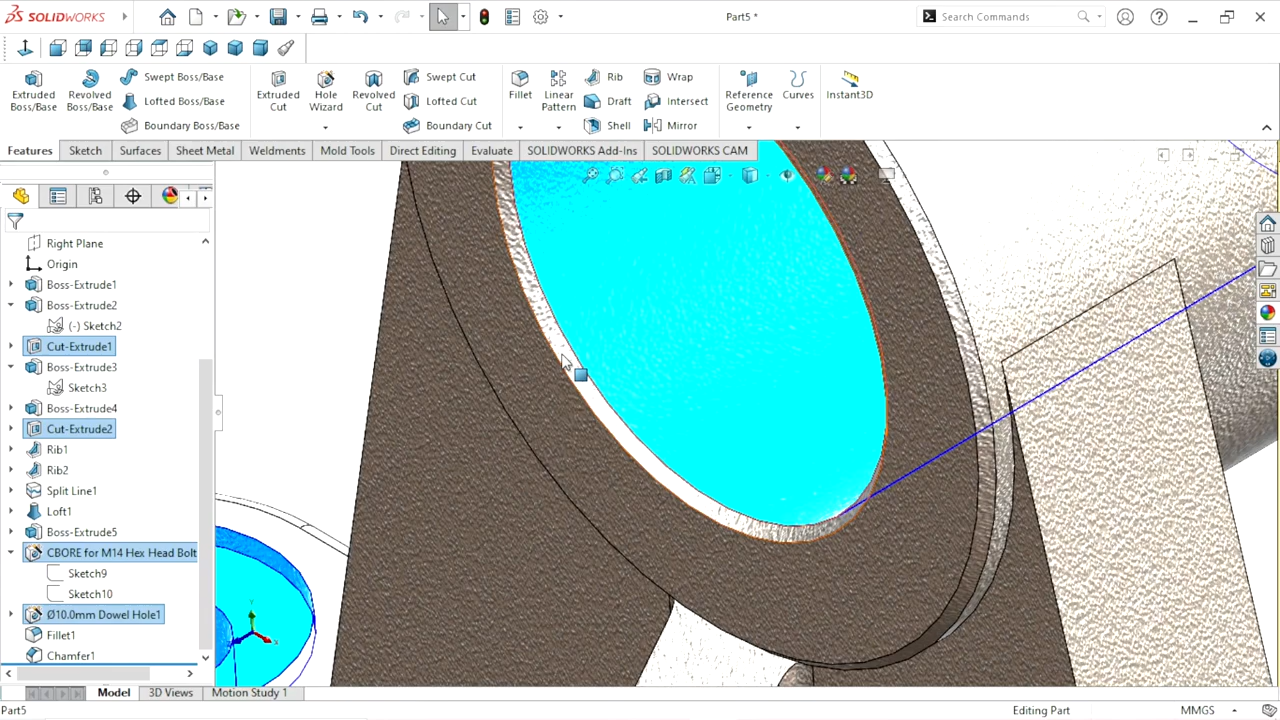 SOLIDWORKS
Part5 *
Search Commands
Extruded
Boss/Base
Revolved
Boss/Base
Swept Boss/Base
Lofted Boss/Base
Boundary Boss/Base
Extruded
Cut
Hole
Wizard
Revolved
Cut
Swept Cut
Lofted Cut
Boundary Cut
Fillet
Linear
Pattern
Rib
Draft
Shell
Wrap
Intersect
Mirror
Reference
Geometry
Curves
Instant3D
Features
Sketch
Surfaces
Sheet Metal
Weldments
Mold Tools
Direct Editing
Evaluate
SOLIDWORKS Add-Ins
SOLIDWORKS CAM
Right Plane
Origin
Boss-Extrude1
Boss-Extrude2
(-) Sketch2
Cut-Extrude1
Boss-Extrude3
Sketch3
Boss-Extrude4
Cut-Extrude2
Rib1
Rib2
Split Line1
Loft1
Boss-Extrude5
CBORE for M14 Hex Head Bolt
Sketch9
Sketch10
Ø10.0mm Dowel Hole1
Fillet1
Chamfer1
Model
3D Views
Motion Study 1
Part5
Editing Part
MMGS